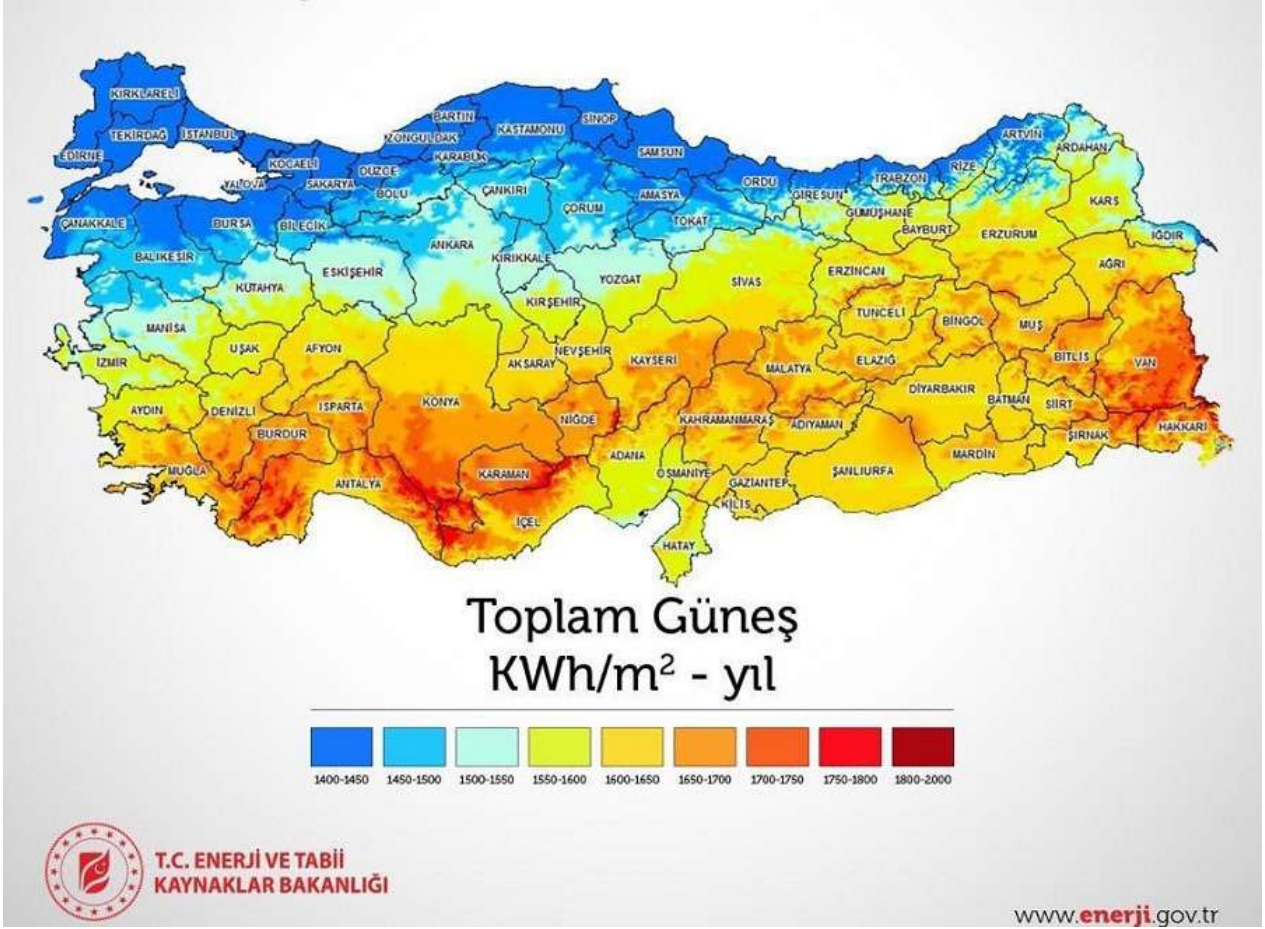 KIRKLARELİ
TEKİRDAĞ
İSTANBUL
EDİRNE
KOCAELİ
YALOVA
SAKARYA
DÜZCE
ZONGULDAK
BARTIN
KARABÜK
KASTAMONU
SİNOP
SAMSUN
BOLU
ÇANKIRI
ÇORUM
AMASYA
TOKAT
ORDU
GİRESUN
TRABZON
RİZE
ARTVİN
ARDAHAN
KARS
IĞDIR
GÜMÜŞHANE
BAYBURT
ERZURUM
AĞRI
ÇANAKKALE
BURSA
BİLECİK
BALIKESİR
KÜTAHYA
ESKİŞEHİR
ANKARA
KIRIKKALE
YOZGAT
KIRŞEHİR
SİVAS
ERZİNCAN
TUNCELİ
BİNGÖL
MUŞ
BİTLİS
VAN
MANİSA
İZMİR
UŞAK
AFYON
AKSARAY
NEVŞEHİR
KAYSERİ
MALATYA
ELAZIĞ
DİYARBAKIR
BATMAN
SİİRT
ŞIRNAK
HAKKARİ
AYDIN
DENİZLİ
ISPARTA
BURDUR
KONYA
NİĞDE
KAHRAMANMARAŞ
ADIYAMAN
MARDİN
MUĞLA
ANTALYA
KARAMAN
İÇEL
ADANA
OSMANİYE
GAZİANTEP
KİLİS
ŞANLIURFA
HATAY
Toplam Güneş
KWh/m² - yıl
1400-1450 1450-1500 1500-1550 1550-1600 1600-1650 1650-1700 1700-1750 1750-1800 1800-2000
T.C. ENERJİ VE TABİİ
KAYNAKLAR BAKANLIĞI
www.enerji.gov.tr